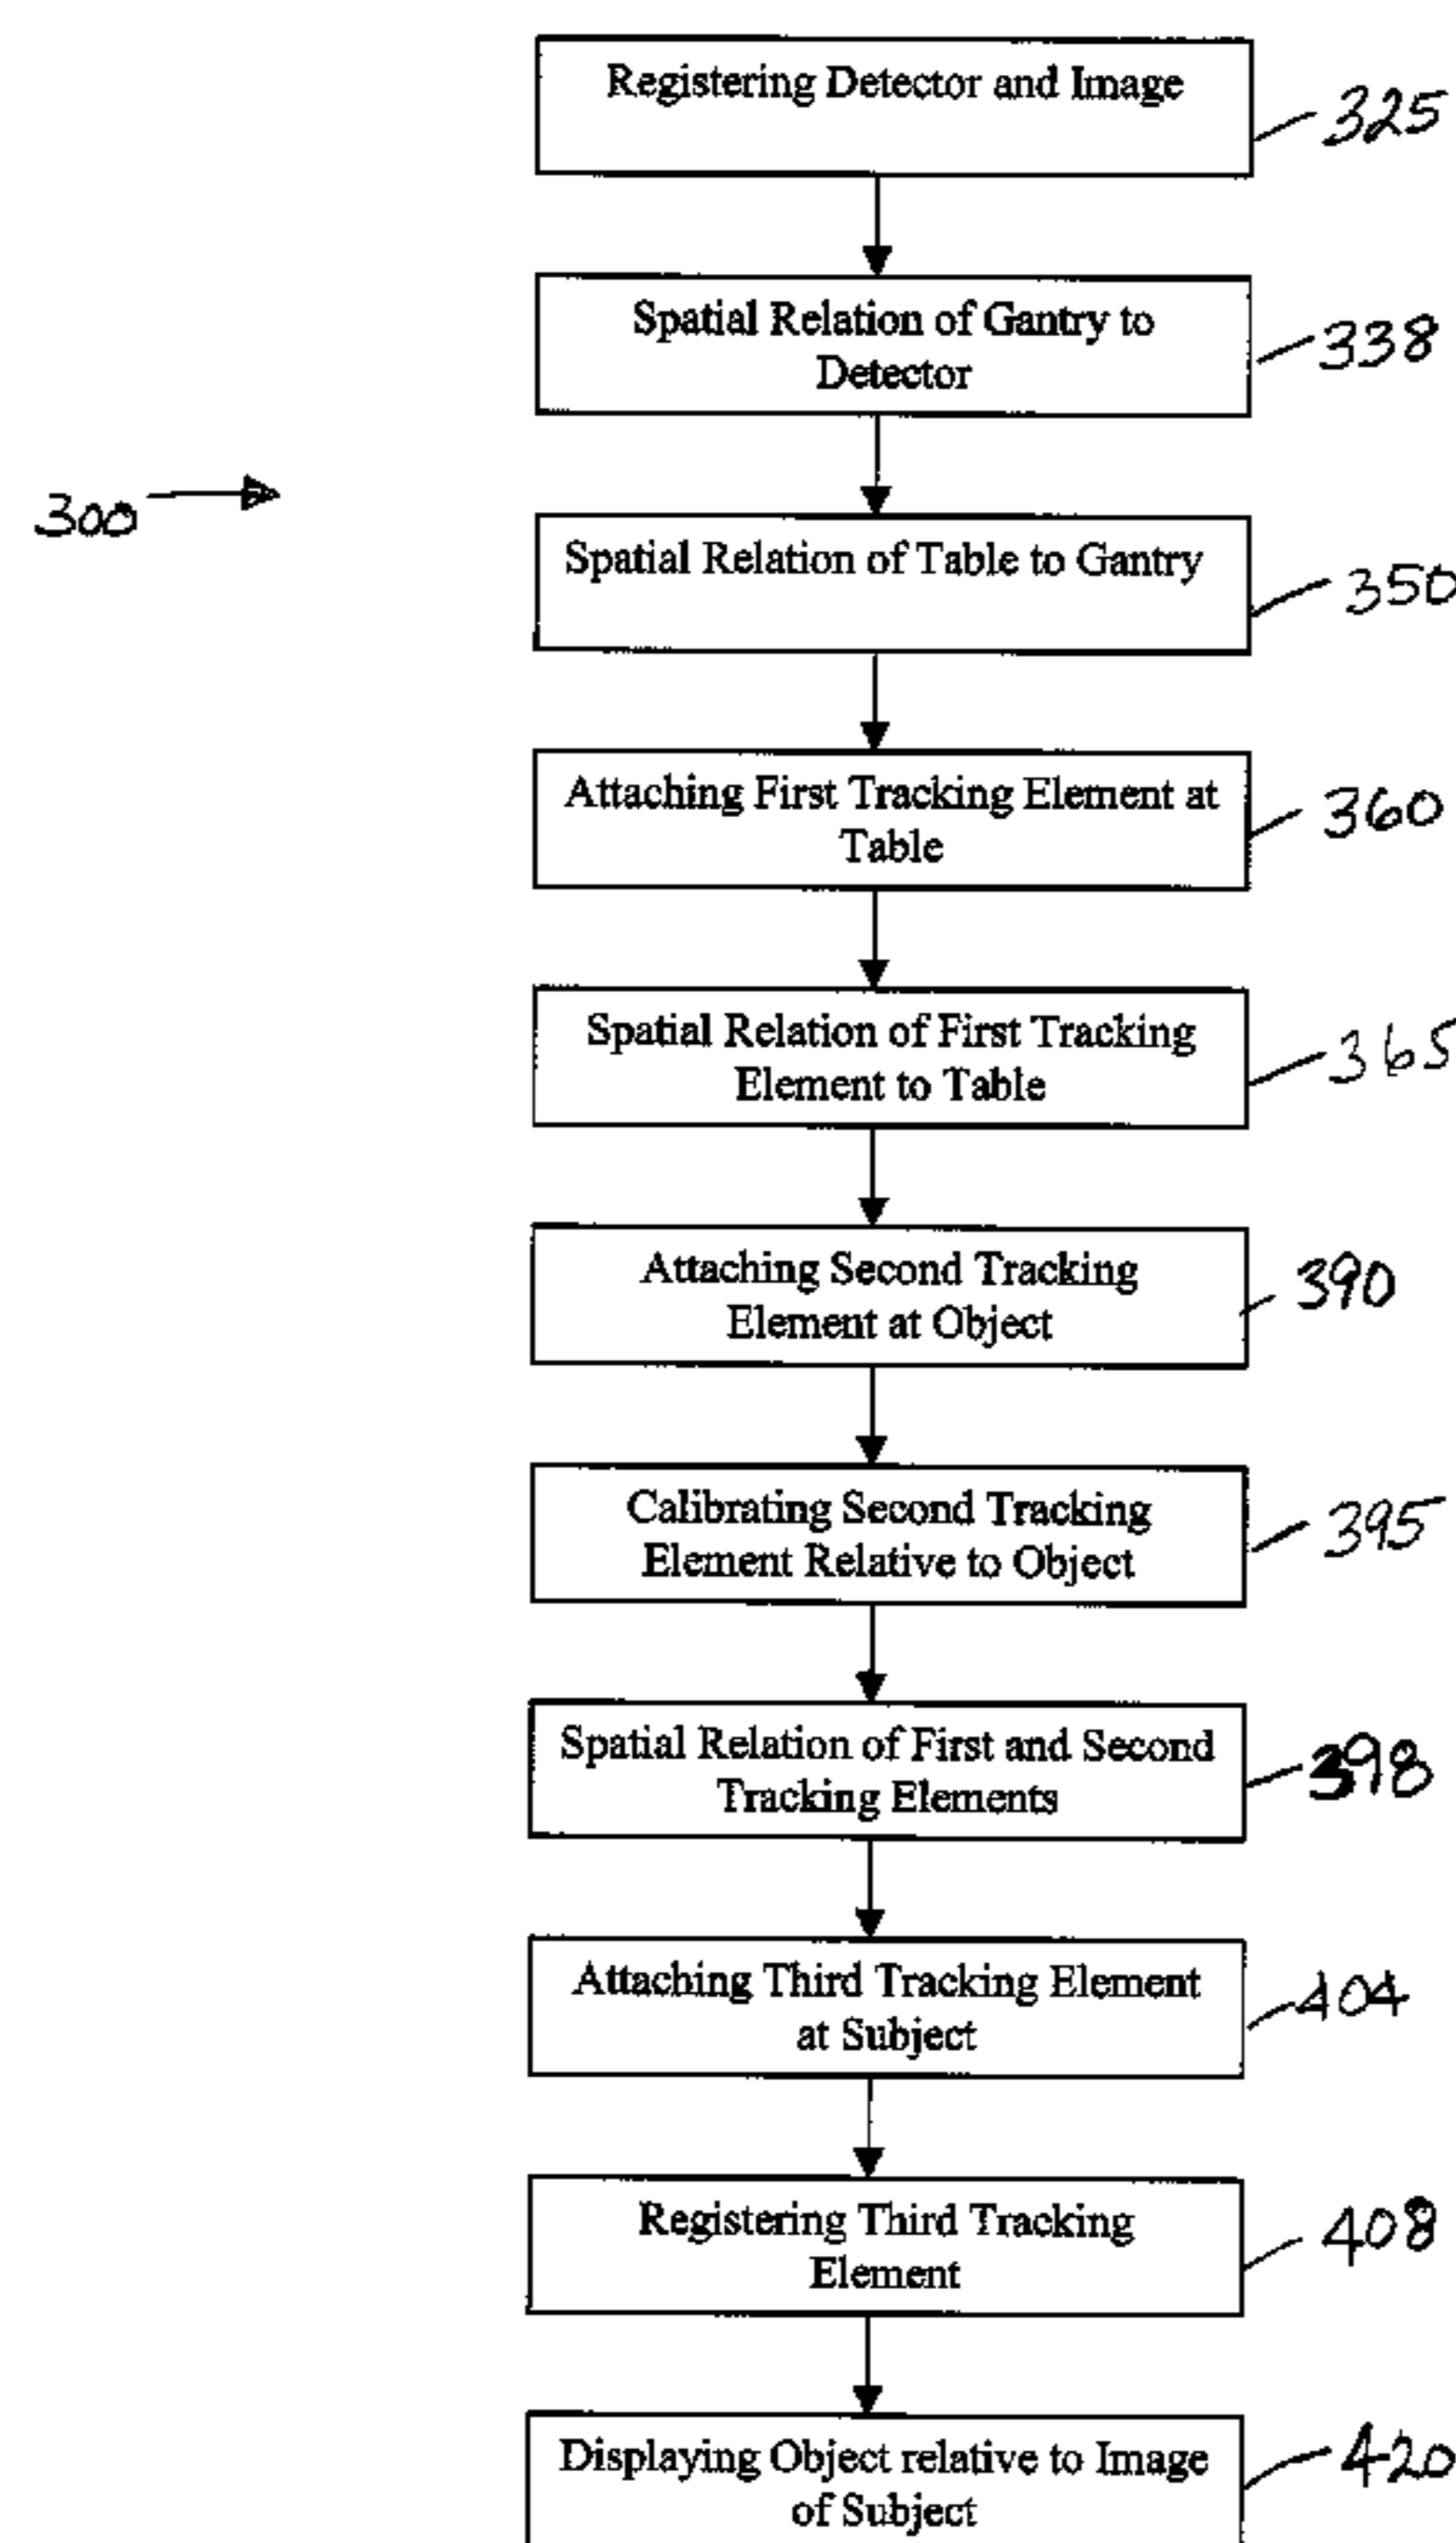 Registering Detector and Image
325
Spatial Relation of Gantry to
Detector
338
300
Spatial Relation of Table to Gantry
350
Attaching First Tracking Element at
Table
360
Spatial Relation of First Tracking
Element to Table
365
Attaching Second Tracking
Element at Object
390
Calibrating Second Tracking
Element Relative to Object
395
Spatial Relation of First and Second
Tracking Elements
398
Attaching Third Tracking Element
at Subject
404
Registering Third Tracking
Element
408
Displaying Object relative to Image
of Subject
420